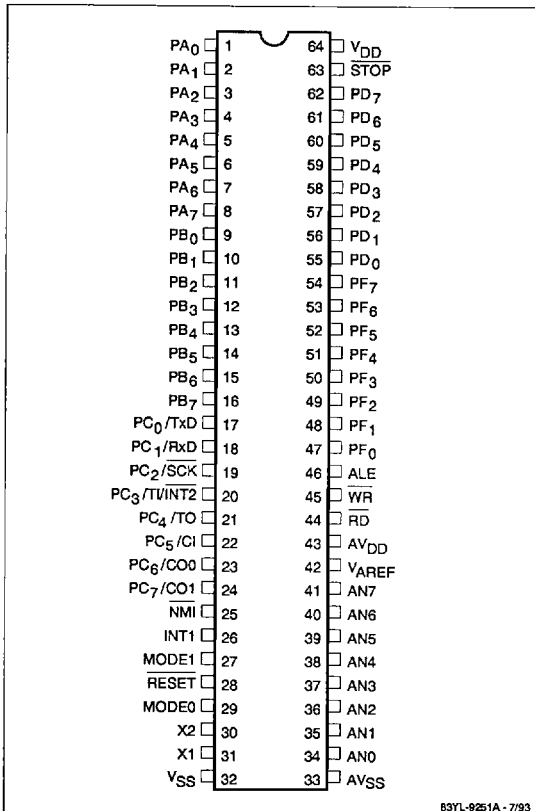 PA0 1 64 VDD
PA1 2 63 STOP
PA2 3 62 PD7
PA3 4 61 PD6
PA4 5 60 PD5
PA5 6 59 PD4
PA6 7 58 PD3
PA7 8 57 PD2
PB0 9 56 PD1
PB1 10 55 PD0
PB2 11 54 PF7
PB3 12 53 PF6
PB4 13 52 PF5
PB5 14 51 PF4
PB6 15 50 PF3
PB7 16 49 PF2
PC0/TxD 17 48 PF1
PC1/RxD 18 47 PF0
PC2/SCK 19 46 ALE
PC3/TI/INT2 20 45 WR
PC4/TO 21 44 RD
PC5/CI 22 43 AVDD
PC6/CO0 23 42 VAREF
PC7/CO1 24 41 AN7
NMI 25 40 AN6
INT1 26 39 AN5
MODE1 27 38 AN4
RESET 28 37 AN3
MODE0 29 36 AN2
X2 30 35 AN1
X1 31 34 AN0
VSS 32 33 AVSS
83YL-9251A - 7/93